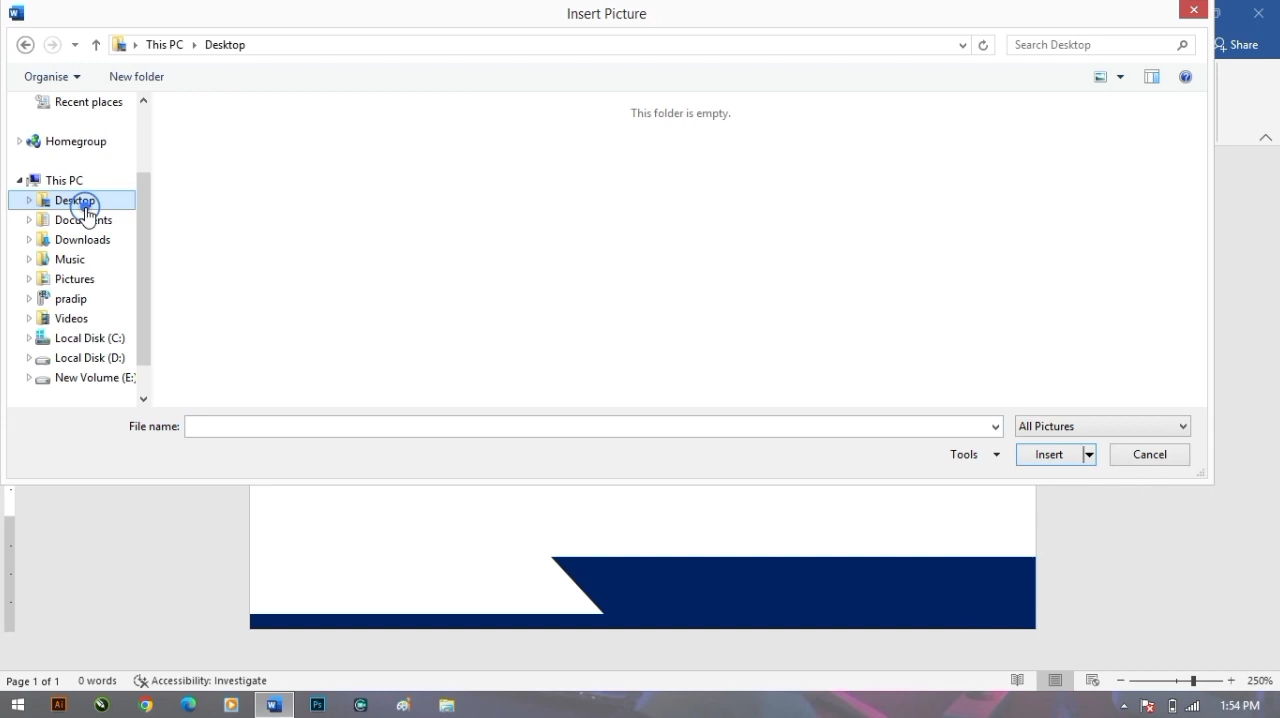 Insert Picture
This PC
Desktop
Search Desktop
Share
Organise
New folder
Recent places
This folder is empty.
Homegroup
This PC
Desktop
Documents
Downloads
Music
Pictures
pradip
Videos
Local Disk (C:)
Local Disk (D:)
New Volume (E:
File name:
All Pictures
Tools
Insert
Cancel
Page 1 of 1
0 words
Accessibility: Investigate
250%
1:54 PM